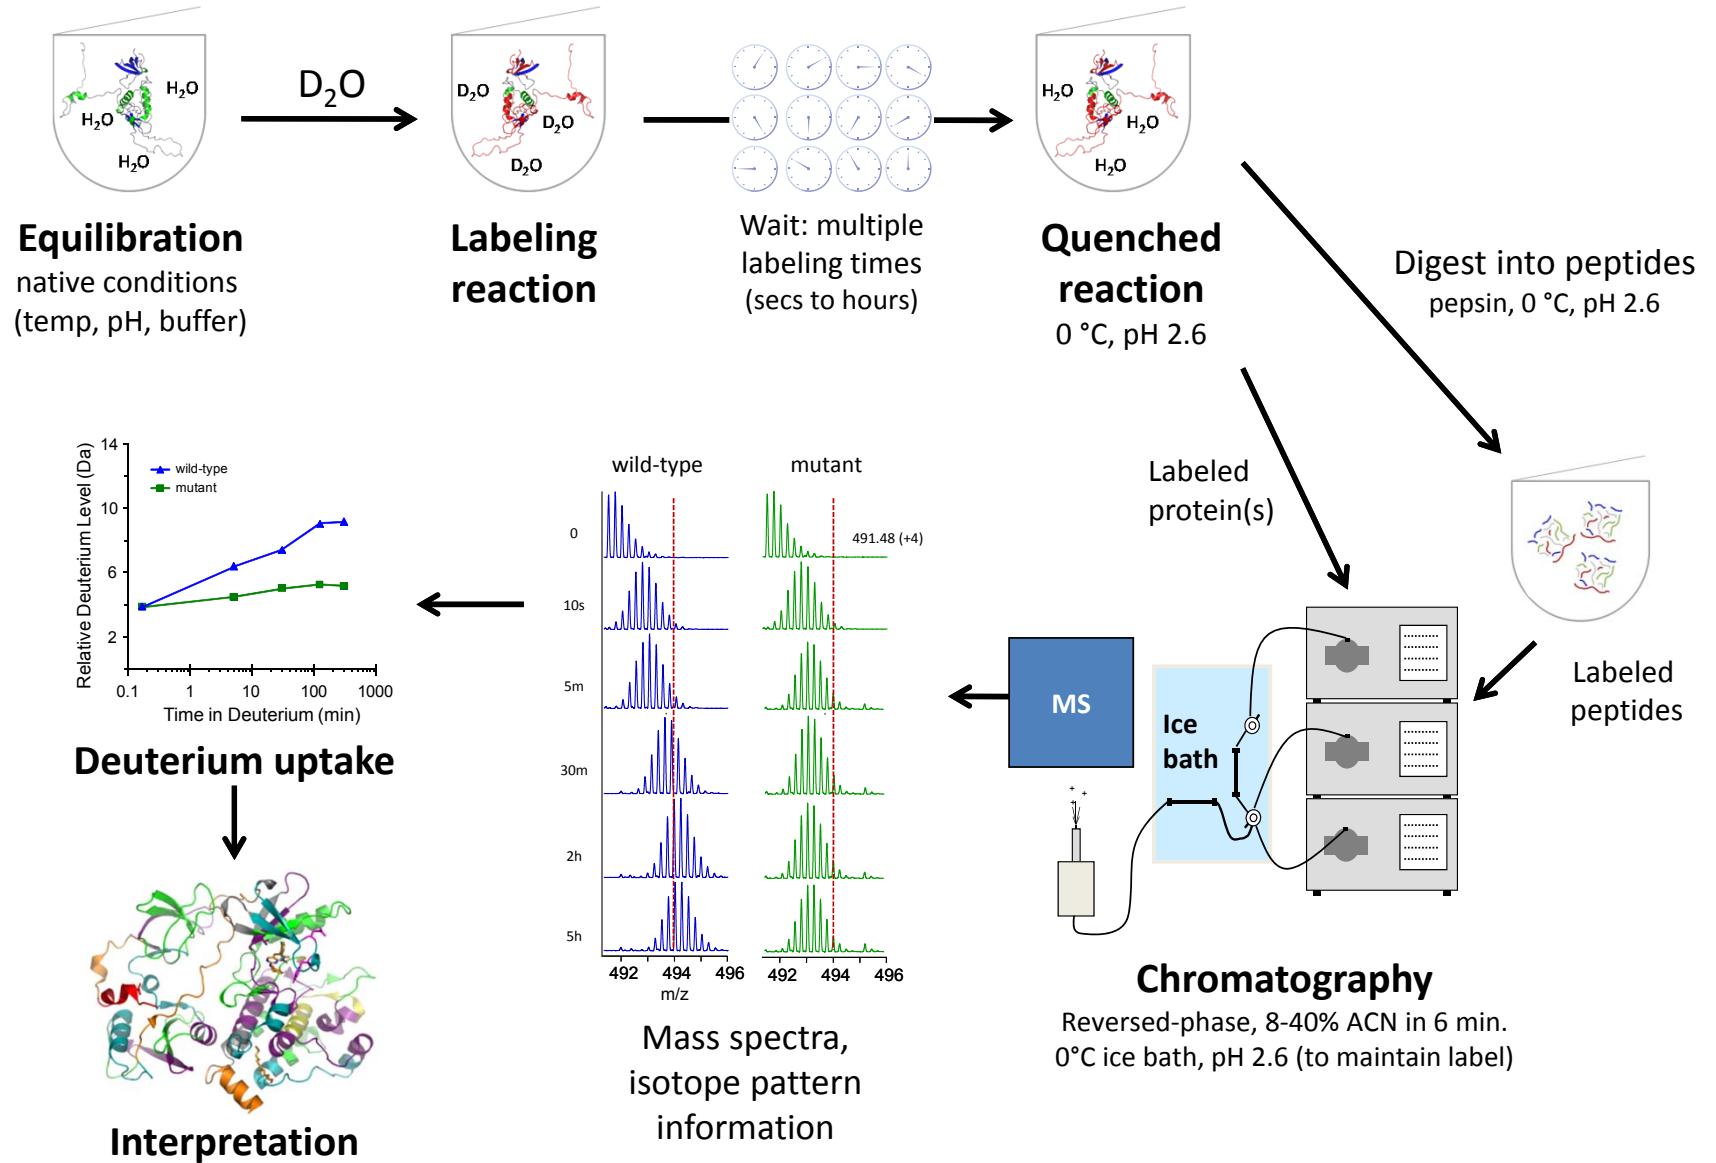 H₂O
H₂O
H₂O
D₂O
D₂O
D₂O
D₂O
H₂O
H₂O
H₂O
Equilibration
native conditions
(temp, pH, buffer)
Labeling
reaction
Wait: multiple
labeling times
(secs to hours)
Quenched
reaction
0 °C, pH 2.6
Digest into peptides
pepsin, 0 °C, pH 2.6
Labeled
protein(s)
Labeled
peptides
MS
Ice
bath
+ +
+
Chromatography
Reversed-phase, 8-40% ACN in 6 min.
0°C ice bath, pH 2.6 (to maintain label)
wild-type
mutant
0
491.48 (+4)
10s
5m
30m
2h
5h
492 494 496
492 494 496
m/z
Mass spectra,
isotope pattern
information
Relative Deuterium Level (Da)
14
10
6
2
wild-type
mutant
0.1 1 10 100 1000
Time in Deuterium (min)
Deuterium uptake
Interpretation